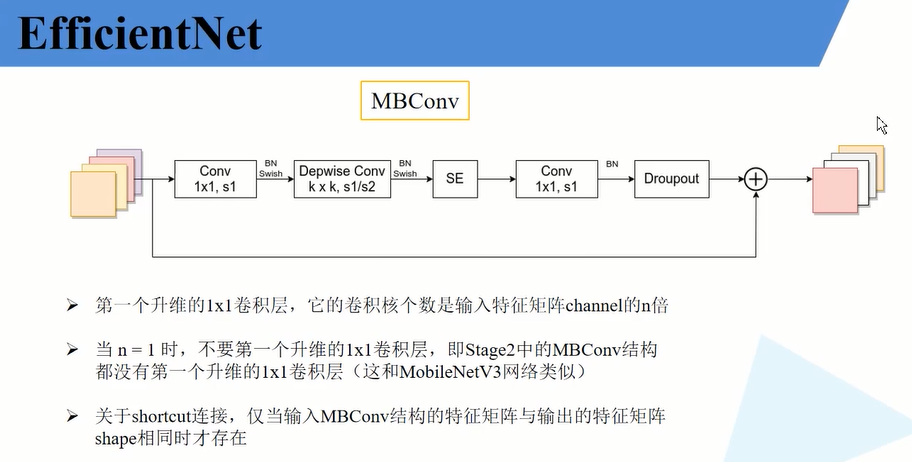 EfficientNet
MBConv
Conv
1x1, s1
BN
Swish
Depwise Conv
k x k, s1/s2
BN
Swish
SE
Conv
1x1, s1
BN
Droupout
➢ 第一个升维的1x1卷积层，它的卷积核个数是输入特征矩阵channel的n倍
➢ 当 n = 1 时，不要第一个升维的1x1卷积层，即Stage2中的MBConv结构
都没有第一个升维的1x1卷积层（这和MobileNetV3网络类似）
➢ 关于shortcut连接，仅当输入MBConv结构的特征矩阵与输出的特征矩阵
shape相同时才存在